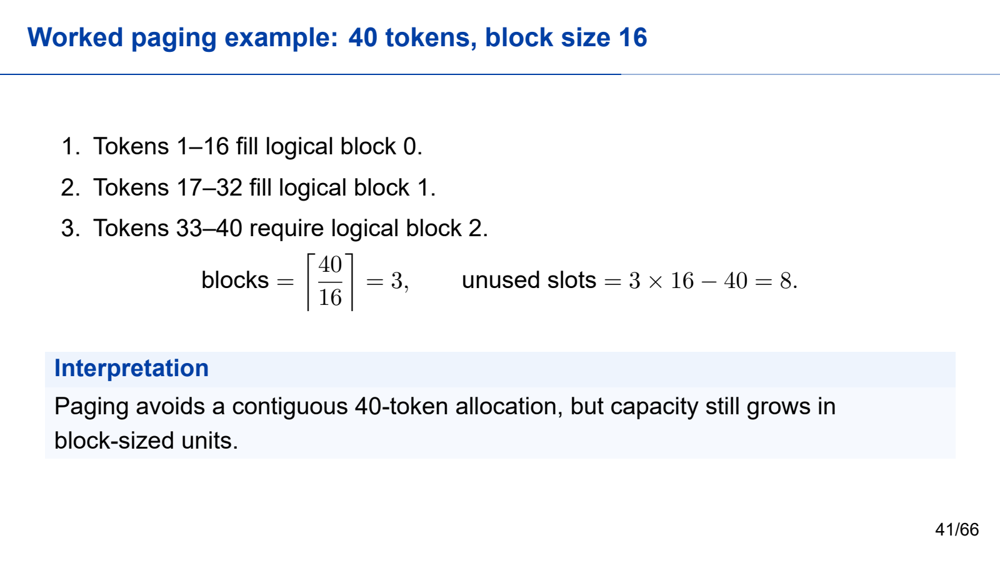 Worked paging example: 40 tokens, block size 16
1. Tokens 1–16 fill logical block 0.
2. Tokens 17–32 fill logical block 1.
3. Tokens 33–40 require logical block 2.
blocks = ⌈40/16⌉ = 3, unused slots = 3 × 16 − 40 = 8.
Interpretation
Paging avoids a contiguous 40-token allocation, but capacity still grows in
block-sized units.
41/66